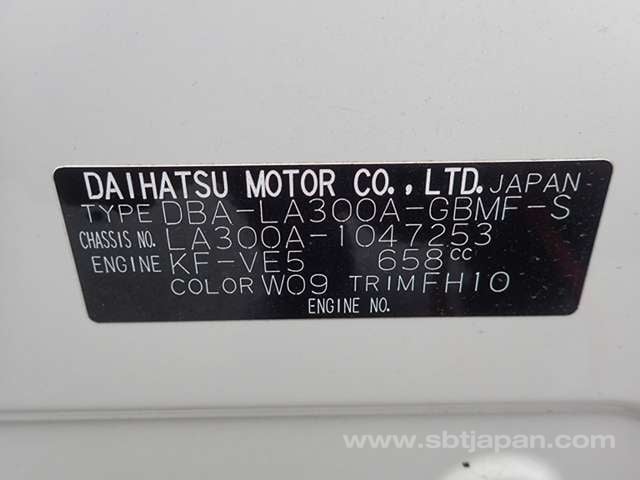 DAIHATSU MOTOR CO., LTD. JAPAN
TYPE DBA-LA300A-GBMF-S
CHASSIS NO. LA300A-1047253
ENGINE KF-VE5 658cc
COLOR W09 TRIM FH10
ENGINE NO.
www.sbtjapan.com